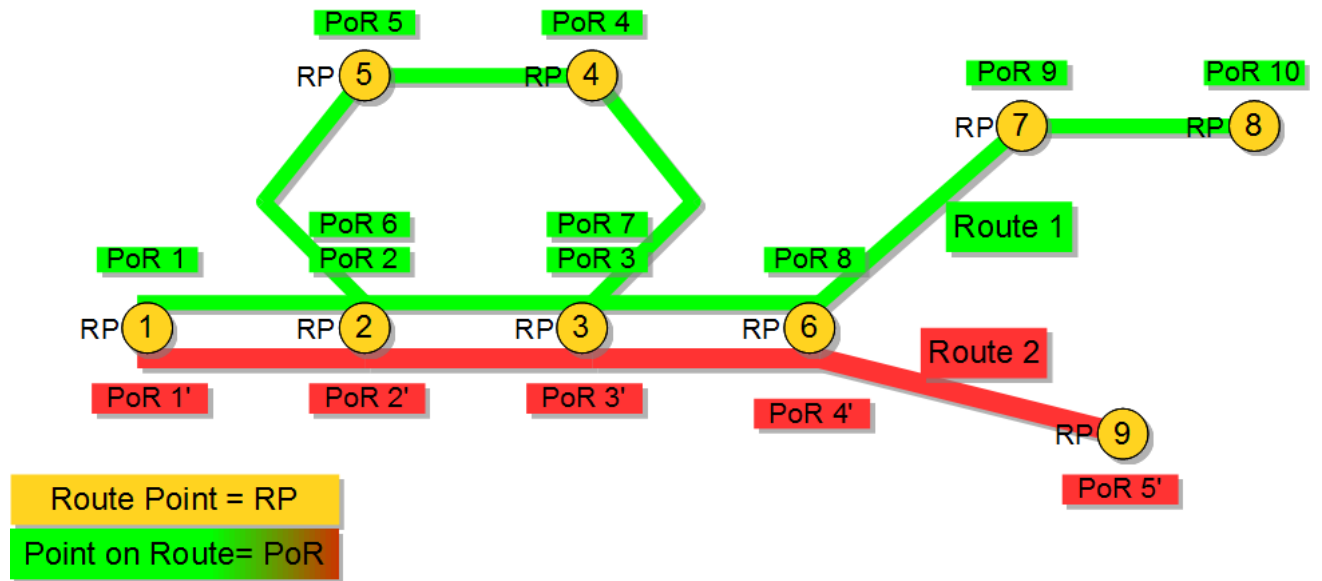 PoR 5
PoR 4
RP 5
RP 4
PoR 9
PoR 10
RP 7
RP 8
PoR 6
PoR 7
Route 1
PoR 1
PoR 2
PoR 3
PoR 8
RP 1
RP 2
RP 3
RP 6
Route 2
PoR 1'
PoR 2'
PoR 3'
PoR 4'
RP 9
PoR 5'
Route Point = RP
Point on Route= PoR